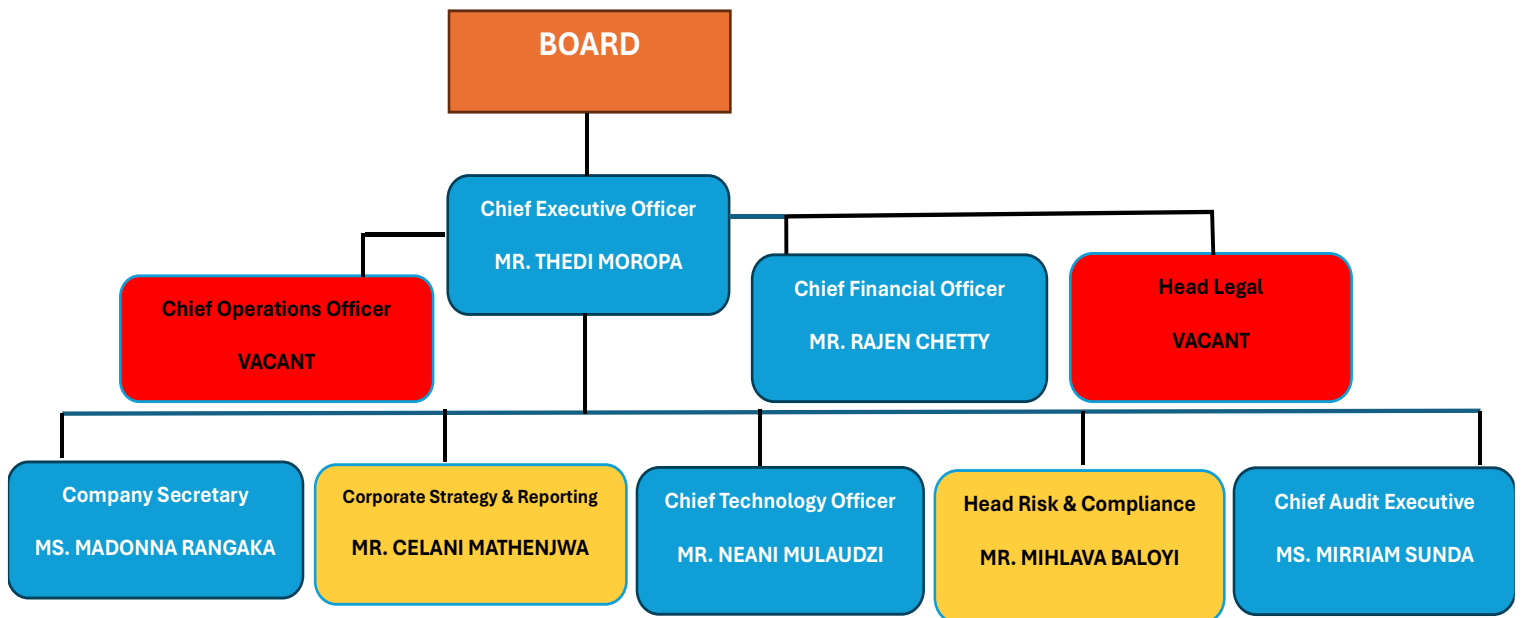 BOARD
Chief Executive Officer
MR. THEDI MOROPA
Chief Operations Officer
VACANT
Chief Financial Officer
MR. RAJEN CHETTY
Head Legal
VACANT
Company Secretary
MS. MADONNA RANGAKA
Corporate Strategy & Reporting
MR. CELANI MATHENJWA
Chief Technology Officer
MR. NEANI MULAUDZI
Head Risk & Compliance
MR. MIHLAVA BALOYI
Chief Audit Executive
MS. MIRRIAM SUNDA